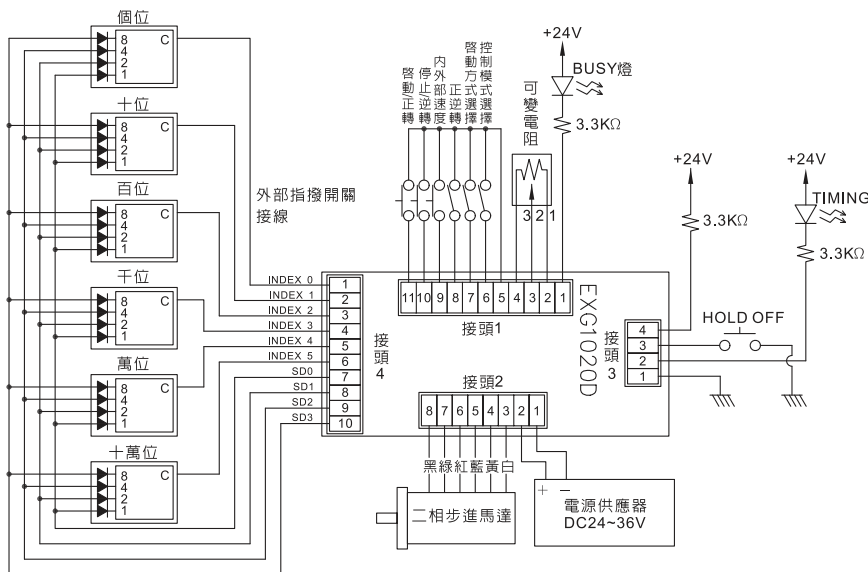 個位
8 C
4
2
1
十位
8 C
4
2
1
百位
8 C
4
2
1
千位
8 C
4
2
1
萬位
8 C
4
2
1
十萬位
8 C
4
2
1
外部指撥開關
接線
INDEX 0
INDEX 1
INDEX 2
INDEX 3
INDEX 4
INDEX 5
SD0
SD1
SD2
SD3
1
2
3
4
5
6
7
8
9
10
接頭4
啓動/正轉
停止/逆轉
內外部速度
正逆轉
啓動方式選擇
控制模式選擇
可變電阻
3 2 1
+24V
BUSY燈
3.3KΩ
11 10 9 8 7 6 5 4 3 2 1
接頭1
EXG1020D
接頭3
4
3
2
1
+24V
3.3KΩ
+24V
TIMING
3.3KΩ
HOLD OFF
接頭2
8 7 6 5 4 3 2 1
黑綠紅藍黃白
二相步進馬達
+ −
電源供應器
DC24~36V